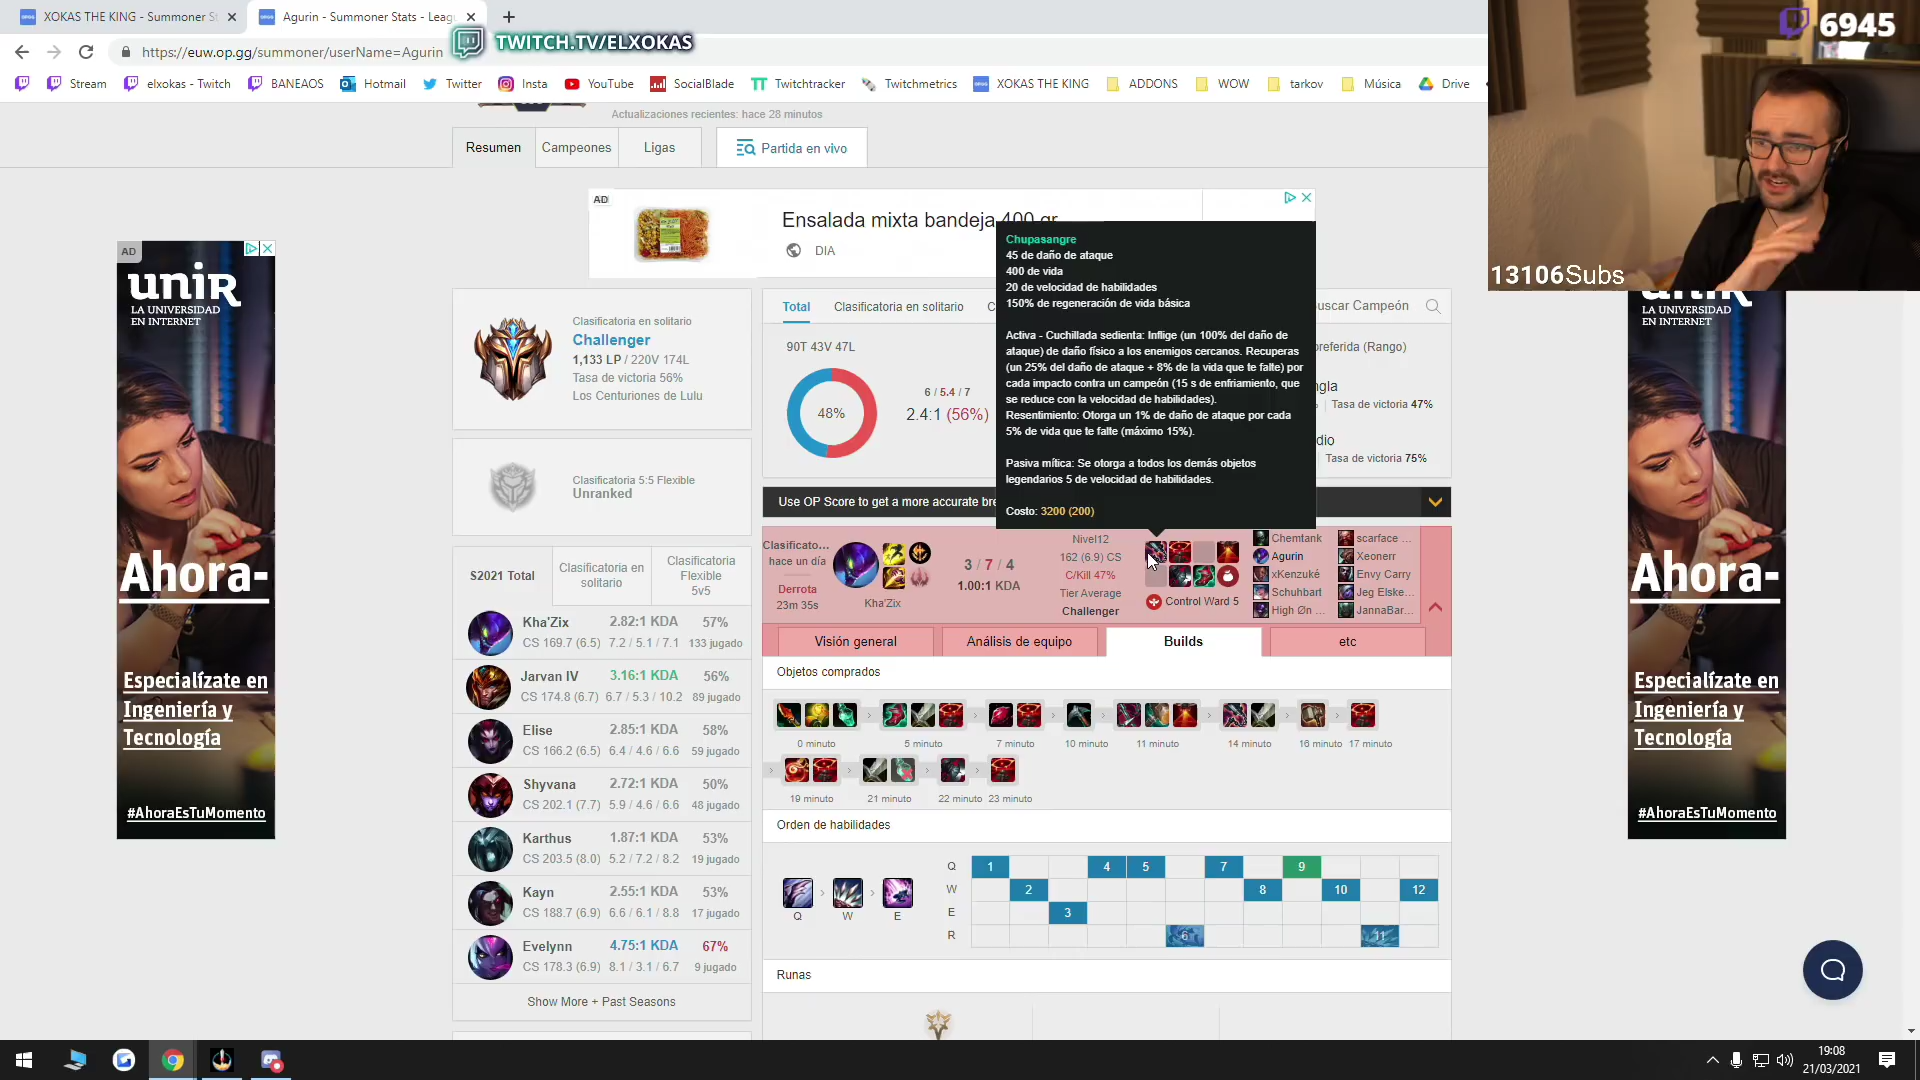 XOKAS THE KING - Summoner St
Agurin - Summoner Stats - Leag
https://euw.op.gg/summoner/userName=Agurin
TWITCH.TV/ELXOKAS
6945
Stream
elxokas - Twitch
BANEAOS
Hotmail
Twitter
Insta
YouTube
SocialBlade
Twitchtracker
Twitchmetrics
XOKAS THE KING
ADDONS
WOW
tarkov
Música
Drive
Actualizaciones recientes: hace 28 minutos
Resumen
Campeones
Ligas
Partida en vivo
AD
Ensalada mixta bandeja 400 gr
DIA
13106Subs
AD
unir
LA UNIVERSIDAD
EN INTERNET
Ahora-
Especialízate en
Ingeniería y
Tecnología
#AhoraEsTuMomento
Clasificatoria en solitario
Challenger
1,133 LP / 220V 174L
Tasa de victoria 56%
Los Centuriones de Lulu
Clasificatoria 5:5 Flexible
Unranked
S2021 Total
Clasificatoria en
solitario
Clasificatoria
Flexible
5v5
Kha'Zix 2.82:1 KDA 57%
CS 169.7 (6.5) 7.2 / 5.1 / 7.1 133 jugado
Jarvan IV 3.16:1 KDA 56%
CS 174.8 (6.7) 6.7 / 5.3 / 10.2 89 jugado
Elise 2.85:1 KDA 58%
CS 166.2 (6.5) 6.4 / 4.6 / 6.6 59 jugado
Shyvana 2.72:1 KDA 50%
CS 202.1 (7.7) 5.9 / 4.6 / 6.6 48 jugado
Karthus 1.87:1 KDA 53%
CS 203.5 (8.0) 5.2 / 7.2 / 8.2 19 jugado
Kayn 2.55:1 KDA 53%
CS 188.7 (6.9) 6.6 / 6.1 / 8.8 17 jugado
Evelynn 4.75:1 KDA 67%
CS 178.3 (6.9) 8.1 / 3.1 / 6.7 9 jugado
Show More + Past Seasons
Total
Clasificatoria en solitario
C
uscar Campeón
90T 43V 47L
48%
6 / 5.4 / 7
2.4:1 (56%)
preferida (Rango)
ngla
Tasa de victoria 47%
dio
Tasa de victoria 75%
Chupasangre
45 de daño de ataque
400 de vida
20 de velocidad de habilidades
150% de regeneración de vida básica
Activa - Cuchillada sedienta: Inflige (un 100% del daño de
ataque) de daño físico a los enemigos cercanos. Recuperas
(un 25% del daño de ataque + 8% de la vida que te falte) por
cada impacto contra un campeón (15 s de enfriamiento, que
se reduce con la velocidad de habilidades).
Resentimiento: Otorga un 1% de daño de ataque por cada
5% de vida que te falte (máximo 15%).
Pasiva mítica: Se otorga a todos los demás objetos
legendarios 5 de velocidad de habilidades.
Costo: 3200 (200)
Use OP Score to get a more accurate bre
Clasificato...
hace un día
Derrota
23m 35s
Kha'Zix
3 / 7 / 4
1.00:1 KDA
Nivel12
162 (6.9) CS
C/Kill 47%
Tier Average
Challenger
Control Ward 5
Chemtank
Agurin
xKenzuké
Schuhbart
High Øn ...
scarface ...
Xeonerr
Envy Carry
Jeg Elske...
JannaBar...
Visión general
Análisis de equipo
Builds
etc
Objetos comprados
0 minuto
5 minuto
7 minuto
10 minuto
11 minuto
14 minuto
16 minuto
17 minuto
19 minuto
21 minuto
22 minuto
23 minuto
Orden de habilidades
Q
W
E
Q 1 4 5 7 9
W 2 8 10 12
E 3
R 6 11
Runas
unir
LA UNIVERSIDAD
EN INTERNET
Ahora-
Especialízate en
Ingeniería y
Tecnología
#AhoraEsTuMomento
19:08
21/03/2021